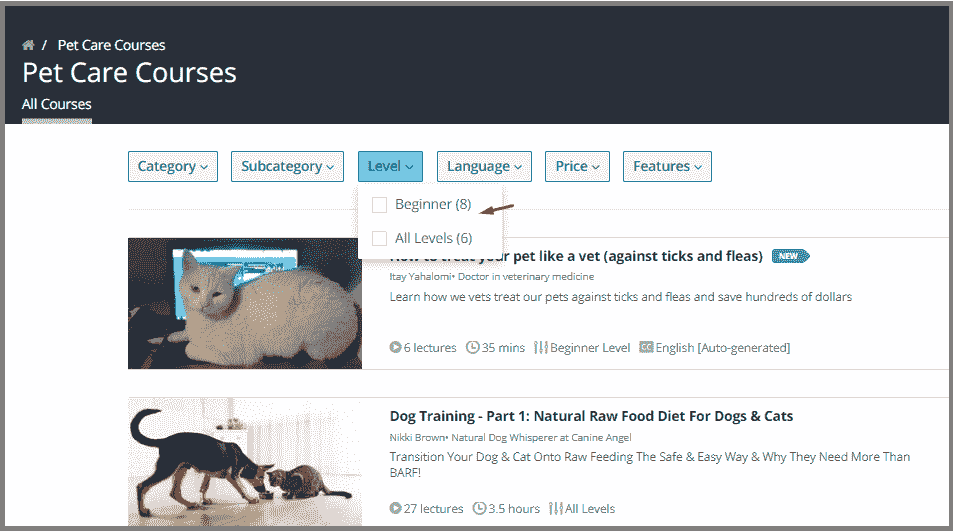 / Pet Care Courses
Pet Care Courses
All Courses
Category
Subcategory
Level
Language
Price
Features
Beginner (8)
All Levels (6)
How to treat your pet like a vet (against ticks and fleas) NEW
Itay Yahalomi• Doctor in veterinary medicine
Learn how we vets treat our pets against ticks and fleas and save hundreds of dollars
6 lectures 35 mins Beginner Level CC English [Auto-generated]
Dog Training - Part 1: Natural Raw Food Diet For Dogs & Cats
Nikki Brown• Natural Dog Whisperer at Canine Angel
Transition Your Dog & Cat Onto Raw Feeding The Safe & Easy Way & Why They Need More Than
BARF!
27 lectures 3.5 hours All Levels